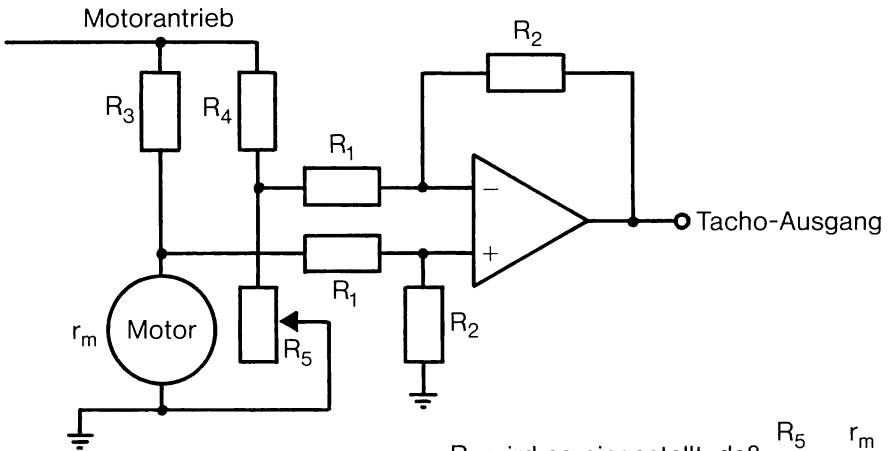 Motorantrieb
R₂
R₃
R₄
R₁
−
Tacho-Ausgang
+
R₁
rₘ
Motor
R₅
R₂
R₅ rₘ